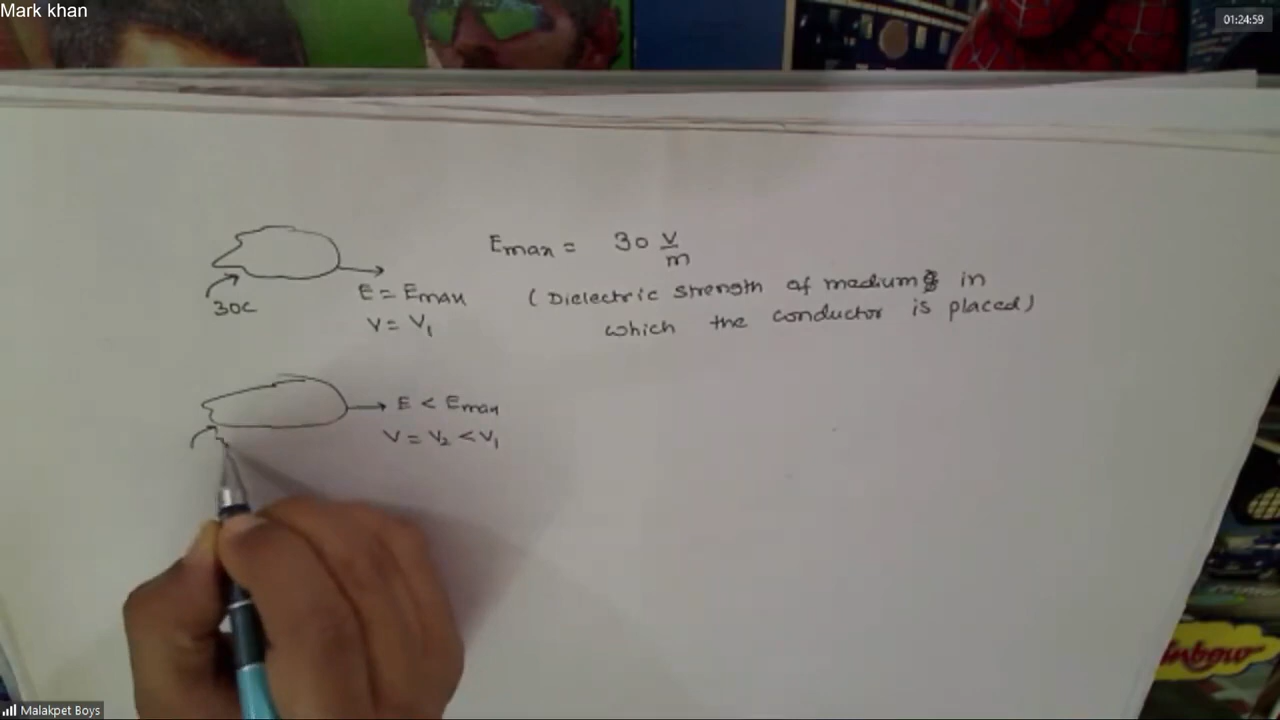 Mark khan
01:24:59
Emax = 30 V/m
30C
E = Emax
V = V₁
(Dielectric strength of medium in
which the conductor is placed)
E < Emax
V = V₂ < V₁
inbow
Malakpet Boys